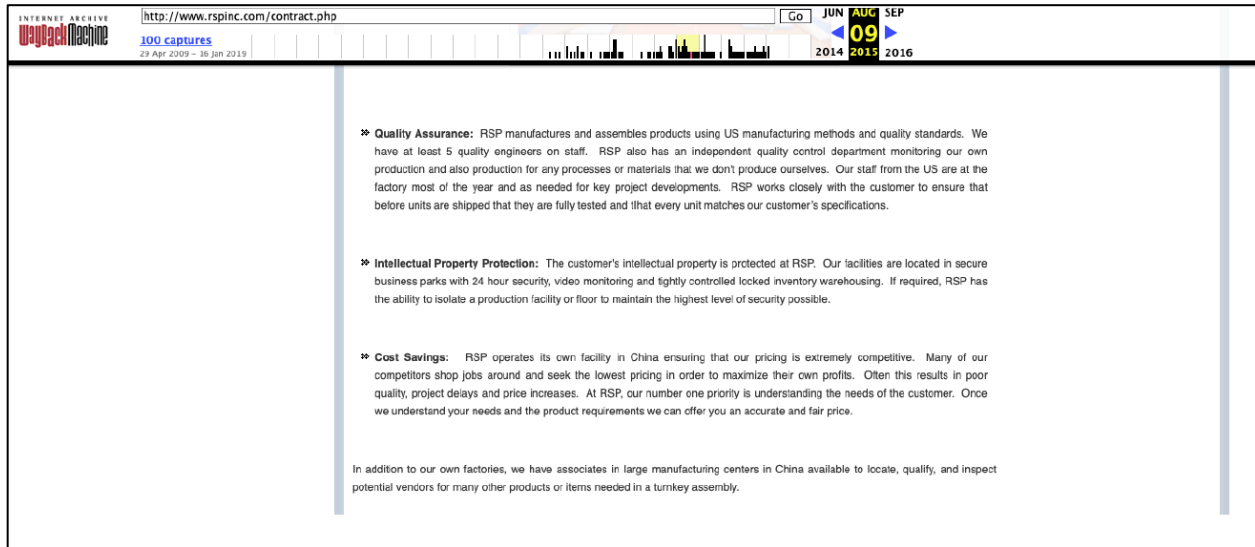 INTERNET ARCHIVE
WayBackMachine
http://www.rspinc.com/contract.php
Go
JUN AUG SEP
100 captures
09
29 Apr 2009 – 16 Jan 2019
2014 2015 2016
Quality Assurance: RSP manufactures and assembles products using US manufacturing methods and quality standards. We
have at least 5 quality engineers on staff. RSP also has an independent quality control department monitoring our own
production and also production for any processes or materials that we don't produce ourselves. Our staff from the US are at the
factory most of the year and as needed for key project developments. RSP works closely with the customer to ensure that
before units are shipped that they are fully tested and tlhat every unit matches our customer's specifications.
Intellectual Property Protection: The customer's intellectual property is protected at RSP. Our facilities are located in secure
business parks with 24 hour security, video monitoring and tightly controlled locked inventory warehousing. If required, RSP has
the ability to isolate a production facility or floor to maintain the highest level of security possible.
Cost Savings: RSP operates its own facility in China ensuring that our pricing is extremely competitive. Many of our
competitors shop jobs around and seek the lowest pricing in order to maximize their own profits. Often this results in poor
quality, project delays and price increases. At RSP, our number one priority is understanding the needs of the customer. Once
we understand your needs and the product requirements we can offer you an accurate and fair price.
In addition to our own factories, we have associates in large manufacturing centers in China available to locate, qualify, and inspect
potential vendors for many other products or items needed in a turnkey assembly.